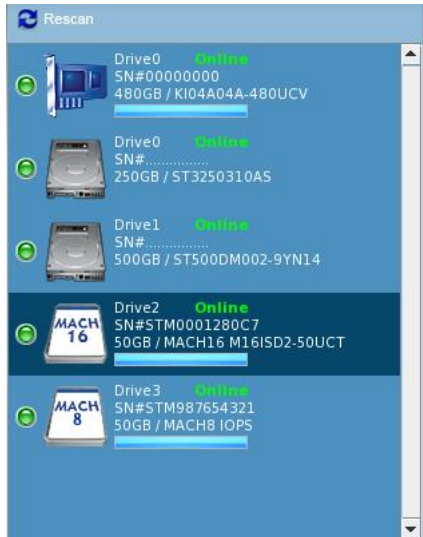 Rescan
Drive0 Online
SN#00000000
480GB / KI04A04A-480UCV
Drive0 Online
SN#................
250GB / ST3250310AS
Drive1 Online
SN#................
500GB / ST500DM002-9YN14
MACH
16
Drive2 Online
SN#STM0001280C7
50GB / MACH16 M16ISD2-50UCT
MACH
8
Drive3 Online
SN#STM987654321
50GB / MACH8 IOPS